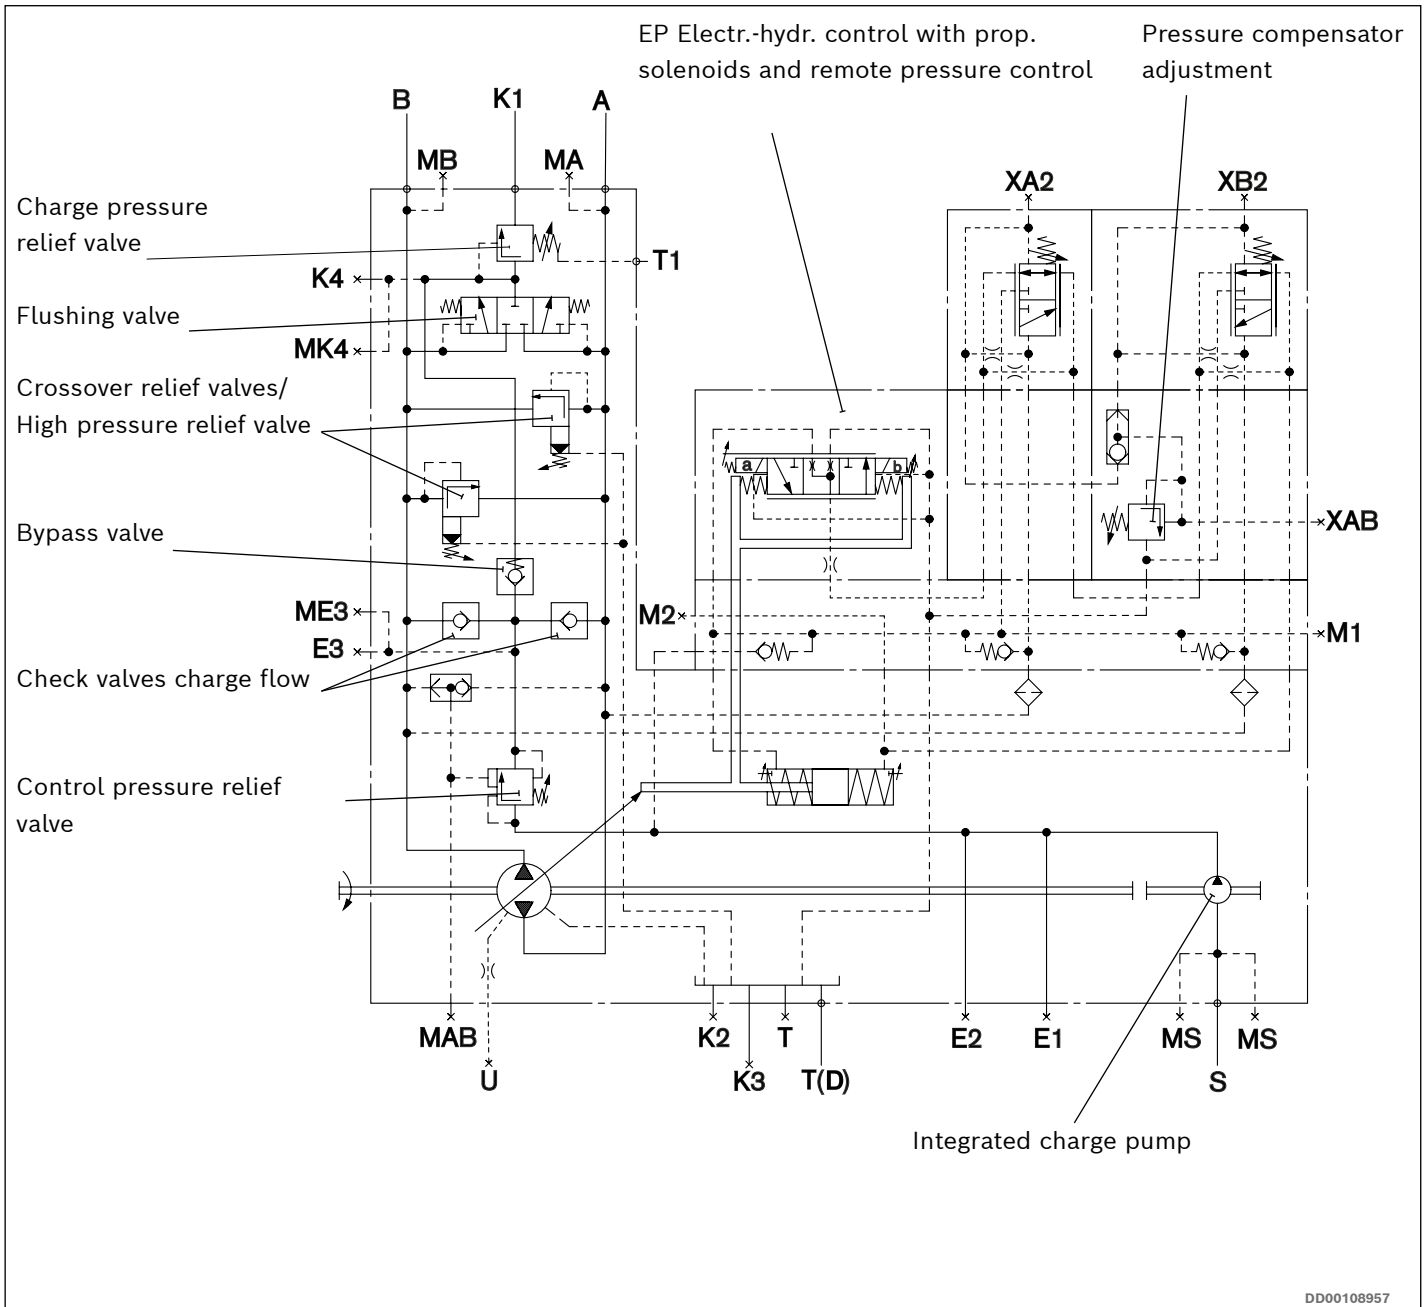 EP Electr.-hydr. control with prop.
solenoids and remote pressure control
Pressure compensator
adjustment
B
K1
A
MB
MA
XA2
XB2
Charge pressure
relief valve
T1
K4
Flushing valve
MK4
Crossover relief valves/
High pressure relief valve
a
b
XAB
Bypass valve
ME3
M2
M1
E3
Check valves charge flow
Control pressure relief
valve
MAB
K2
T
E2
E1
MS
MS
U
K3
T(D)
S
Integrated charge pump
DD00108957